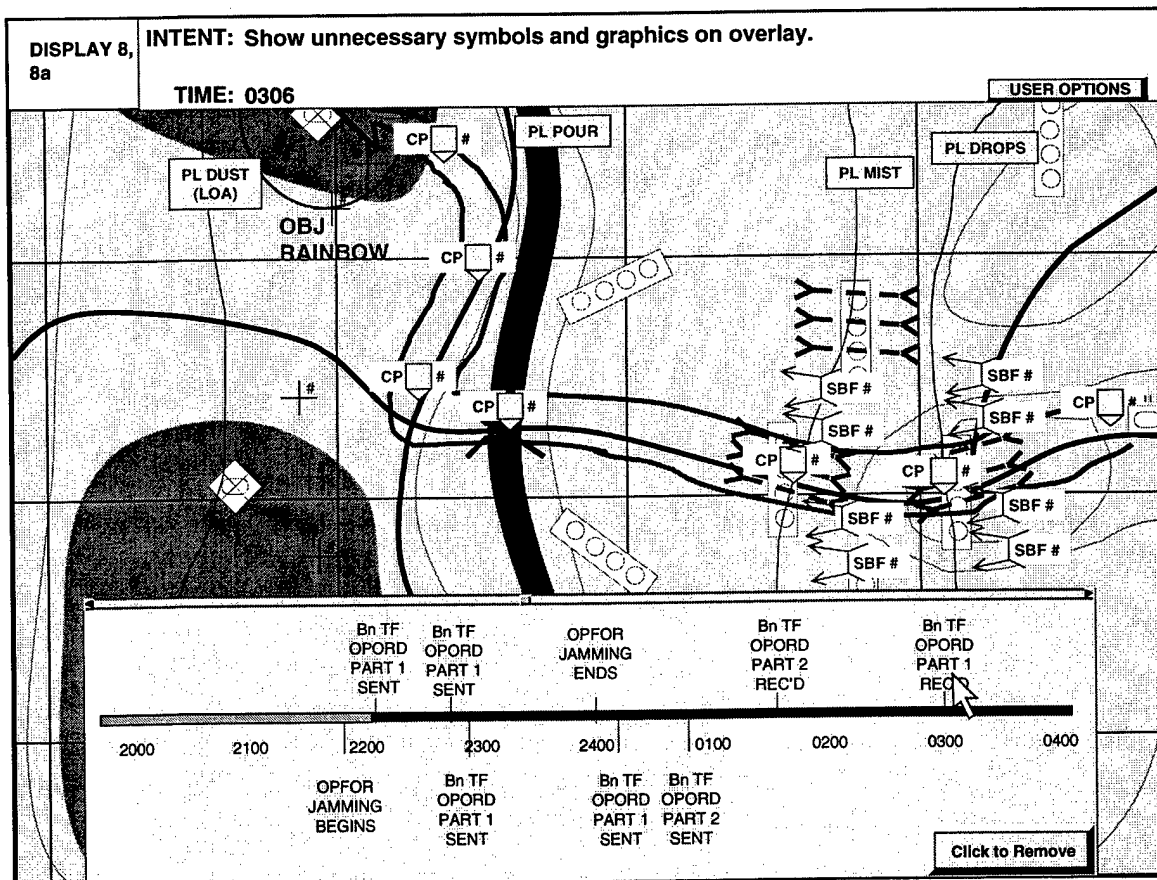 DISPLAY 8,
8a
INTENT: Show unnecessary symbols and graphics on overlay.
TIME: 0306
USER OPTIONS
CP #
PL POUR
PL DROPS
PL MIST
PL DUST
(LOA)
OBJ
RAINBOW
CP #
CP #
#
CP #
SBF #
SBF #
SBF #
SBF #
CP #
CP #
CP #
SBF #
SBF #
SBF #
SBF #
Bn TF
OPORD
PART 1
SENT
Bn TF
OPORD
PART 1
SENT
OPFOR
JAMMING
ENDS
Bn TF
OPORD
PART 2
REC'D
Bn TF
OPORD
PART 1
REC'D
2000 2100 2200 2300 2400 0100 0200 0300 0400
OPFOR
JAMMING
BEGINS
Bn TF
OPORD
PART 1
SENT
Bn TF
OPORD
PART 1
SENT
Bn TF
OPORD
PART 2
SENT
Click to Remove